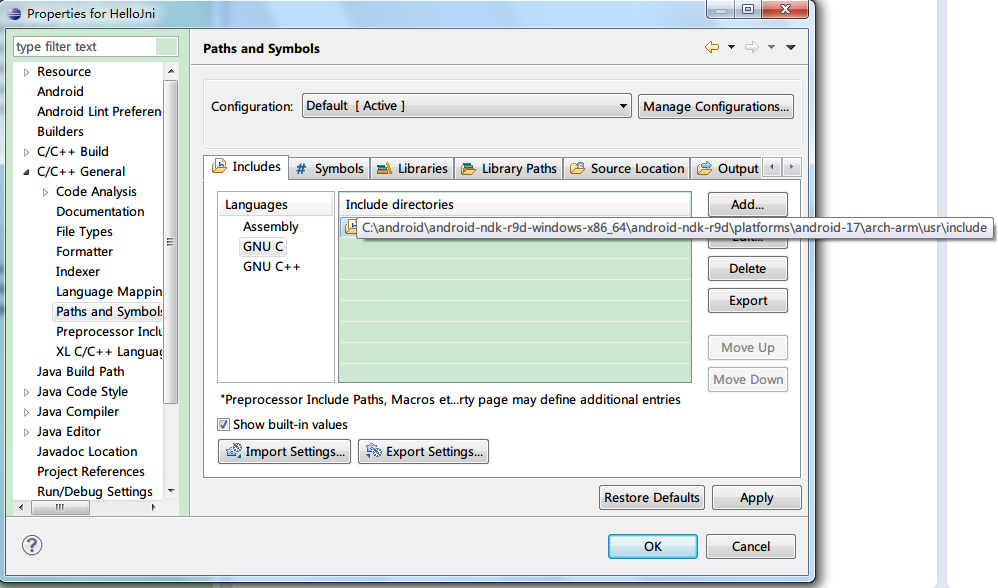 Properties for HelloJni
type filter text
Resource
Android
Android Lint Preferen
Builders
C/C++ Build
C/C++ General
Code Analysis
Documentation
File Types
Formatter
Indexer
Language Mappin
Paths and Symbols
Preprocessor Inclu
XL C/C++ Languag
Java Build Path
Java Code Style
Java Compiler
Java Editor
Javadoc Location
Project References
Run/Debug Settings
Paths and Symbols
Configuration:
Default [ Active ]
Manage Configurations...
Includes
# Symbols
Libraries
Library Paths
Source Location
Output
Languages
Assembly
GNU C
GNU C++
Include directories
C:\android\android-ndk-r9d-windows-x86_64\android-ndk-r9d\platforms\android-17\arch-arm\usr\include
Add...
Edit...
Delete
Export
Move Up
Move Down
"Preprocessor Include Paths, Macros et...rty page may define additional entries
Show built-in values
Import Settings...
Export Settings...
Restore Defaults
Apply
?
OK
Cancel